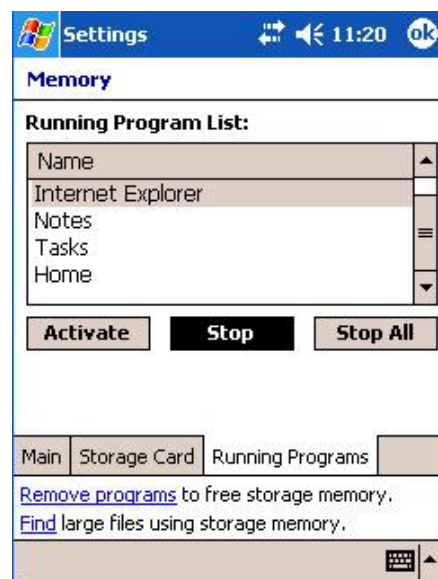 Settings 11:20 ok
Memory
Running Program List:
Name
Internet Explorer
Notes
Tasks
Home
Activate Stop Stop All
Main Storage Card Running Programs
Remove programs to free storage memory.
Find large files using storage memory.